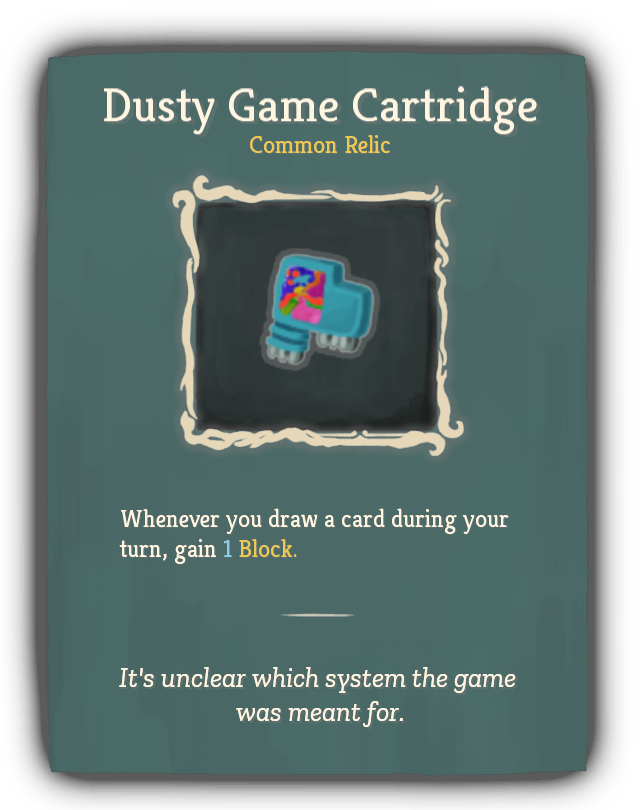 Dusty Game Cartridge
Common Relic
Whenever you draw a card during your
turn, gain 1 Block.
It's unclear which system the game
was meant for.